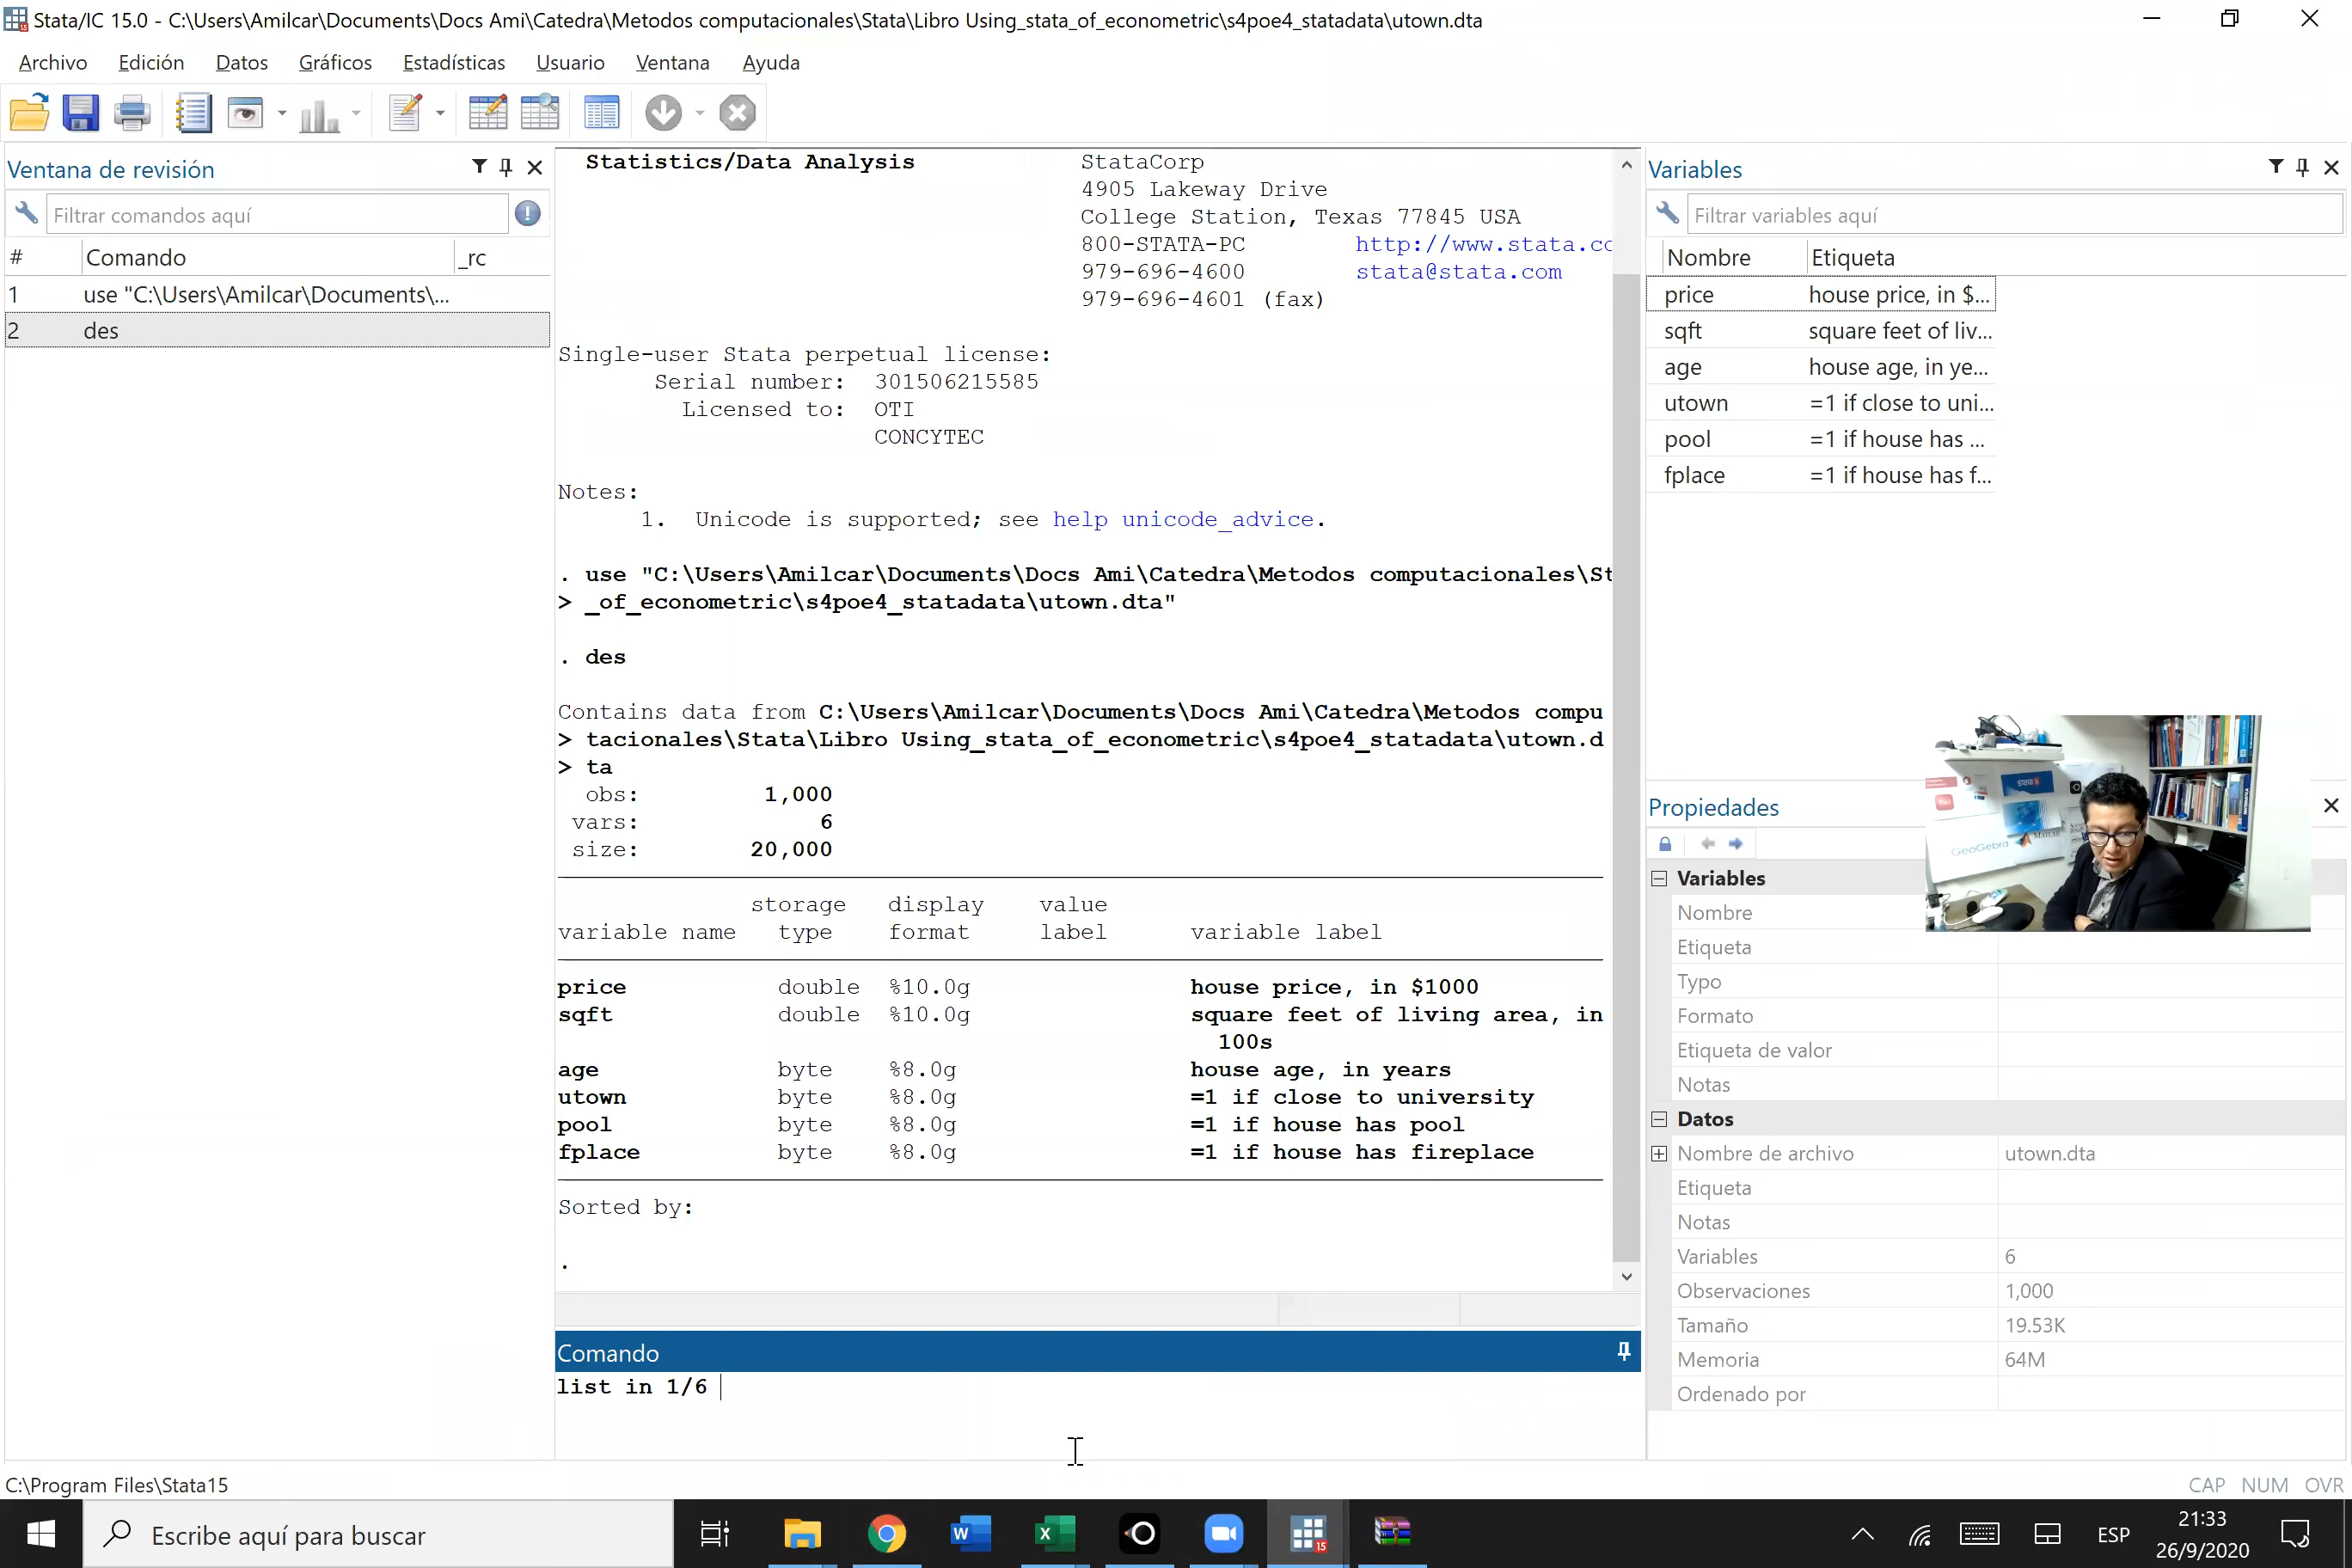 Stata/IC 15.0 - C:\Users\Amilcar\Documents\Docs Ami\Catedra\Metodos computacionales\Stata\Libro Using_stata_of_econometric\s4poe4_statadata\utown.dta
Archivo Edición Datos Gráficos Estadísticas Usuario Ventana Ayuda
Ventana de revisión
Filtrar comandos aquí
# Comando _rc
1 use "C:\Users\Amilcar\Documents\...
2 des
Statistics/Data Analysis StataCorp
4905 Lakeway Drive
College Station, Texas 77845 USA
800-STATA-PC http://www.stata.co
979-696-4600 stata@stata.com
979-696-4601 (fax)
Single-user Stata perpetual license:
Serial number: 301506215585
Licensed to: OTI
CONCYTEC
Notes:
1. Unicode is supported; see help unicode_advice.
. use "C:\Users\Amilcar\Documents\Docs Ami\Catedra\Metodos computacionales\St
> _of_econometric\s4poe4_statadata\utown.dta"
. des
Contains data from C:\Users\Amilcar\Documents\Docs Ami\Catedra\Metodos compu
> tacionales\Stata\Libro Using_stata_of_econometric\s4poe4_statadata\utown.d
> ta
obs: 1,000
vars: 6
size: 20,000
storage display value
variable name type format label variable label
price double %10.0g house price, in $1000
sqft double %10.0g square feet of living area, in
100s
age byte %8.0g house age, in years
utown byte %8.0g =1 if close to university
pool byte %8.0g =1 if house has pool
fplace byte %8.0g =1 if house has fireplace
Sorted by:
.
Comando
list in 1/6
Variables
Filtrar variables aquí
Nombre Etiqueta
price house price, in $...
sqft square feet of liv...
age house age, in ye...
utown =1 if close to uni...
pool =1 if house has ...
fplace =1 if house has f...
Propiedades
Variables
Nombre
Etiqueta
Typo
Formato
Etiqueta de valor
Notas
Datos
Nombre de archivo utown.dta
Etiqueta
Notas
Variables 6
Observaciones 1,000
Tamaño 19.53K
Memoria 64M
Ordenado por
GeoGebra
MATLAB
C:\Program Files\Stata15
CAP NUM OVR
Escribe aquí para buscar
ESP
21:33
26/9/2020